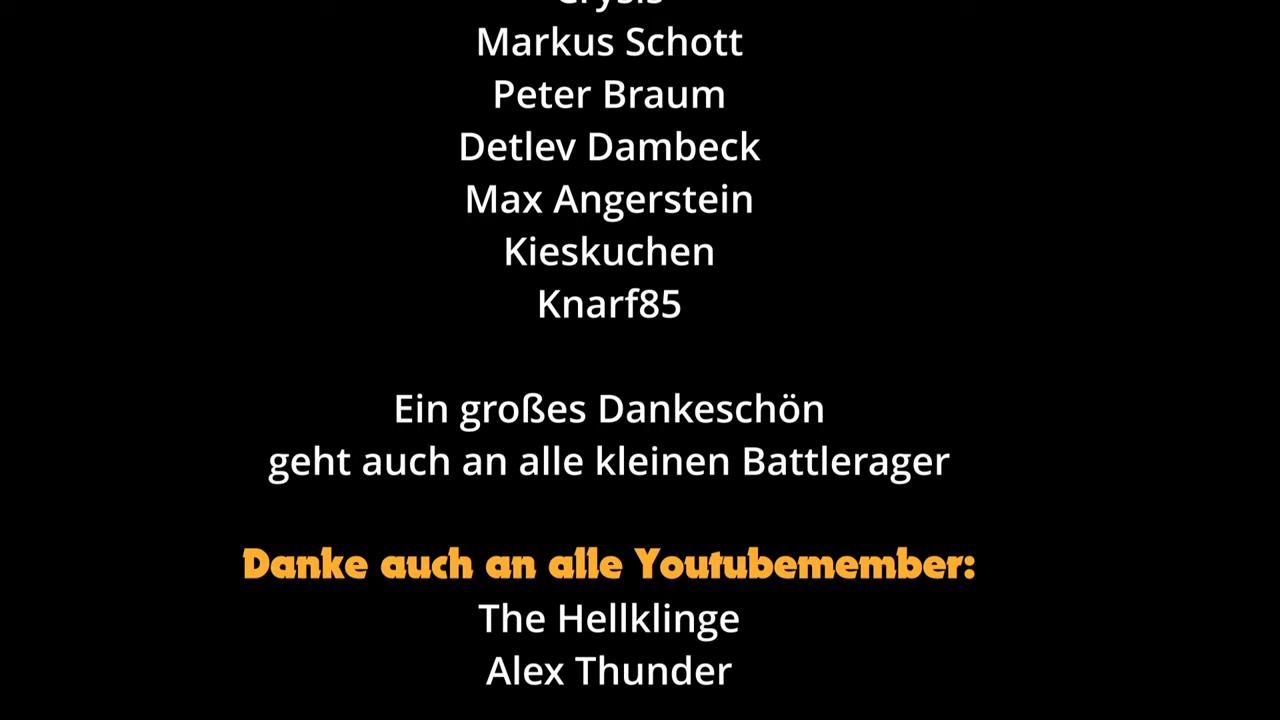 Crysis
Markus Schott
Peter Braum
Detlev Dambeck
Max Angerstein
Kieskuchen
Knarf85
Ein großes Dankeschön
geht auch an alle kleinen Battlerager
Danke auch an alle Youtubemember:
The Hellklinge
Alex Thunder